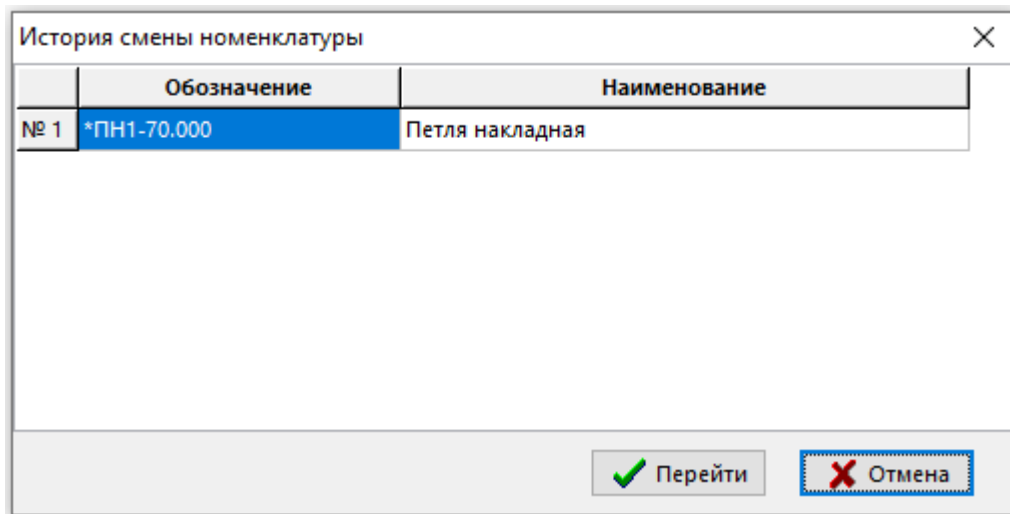 История смены номенклатуры
Обозначение Наименование
№ 1 *ПН1-70.000 Петля накладная
Перейти Отмена